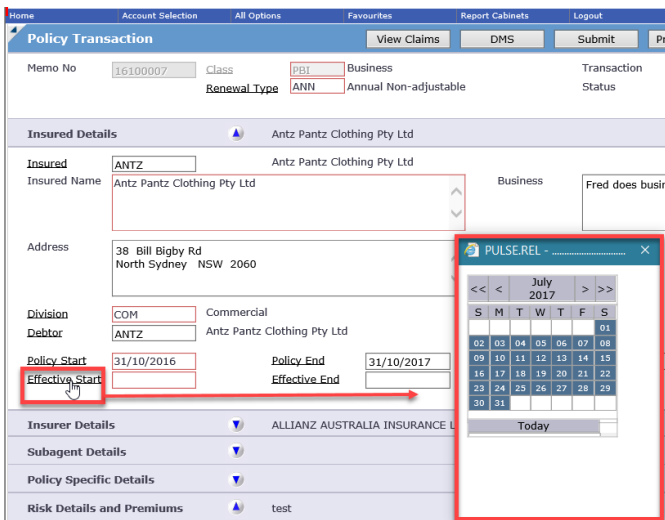 Home Account Selection All Options Favourites Report Cabinets Logout
Policy Transaction View Claims DMS Submit
Memo No 16100007 Class PBI Business Transaction
Renewal Type ANN Annual Non-adjustable Status
Insured Details Antz Pantz Clothing Pty Ltd
Insured ANTZ Antz Pantz Clothing Pty Ltd
Insured Name Antz Pantz Clothing Pty Ltd Business Fred does busin
Address 38 Bill Bigby Rd
North Sydney NSW 2060
Division COM Commercial
Debtor ANTZ Antz Pantz Clothing Pty Ltd
Policy Start 31/10/2016 Policy End 31/10/2017
Effective Start Effective End
Insurer Details ALLIANZ AUSTRALIA INSURANCE L
Subagent Details
Policy Specific Details
Risk Details and Premiums test
PULSE.REL - ..............................
<< < July 2017 > >>
S M T W T F S
01
02 03 04 05 06 07 08
09 10 11 12 13 14 15
16 17 18 19 20 21 22
23 24 25 26 27 28 29
30 31
Today